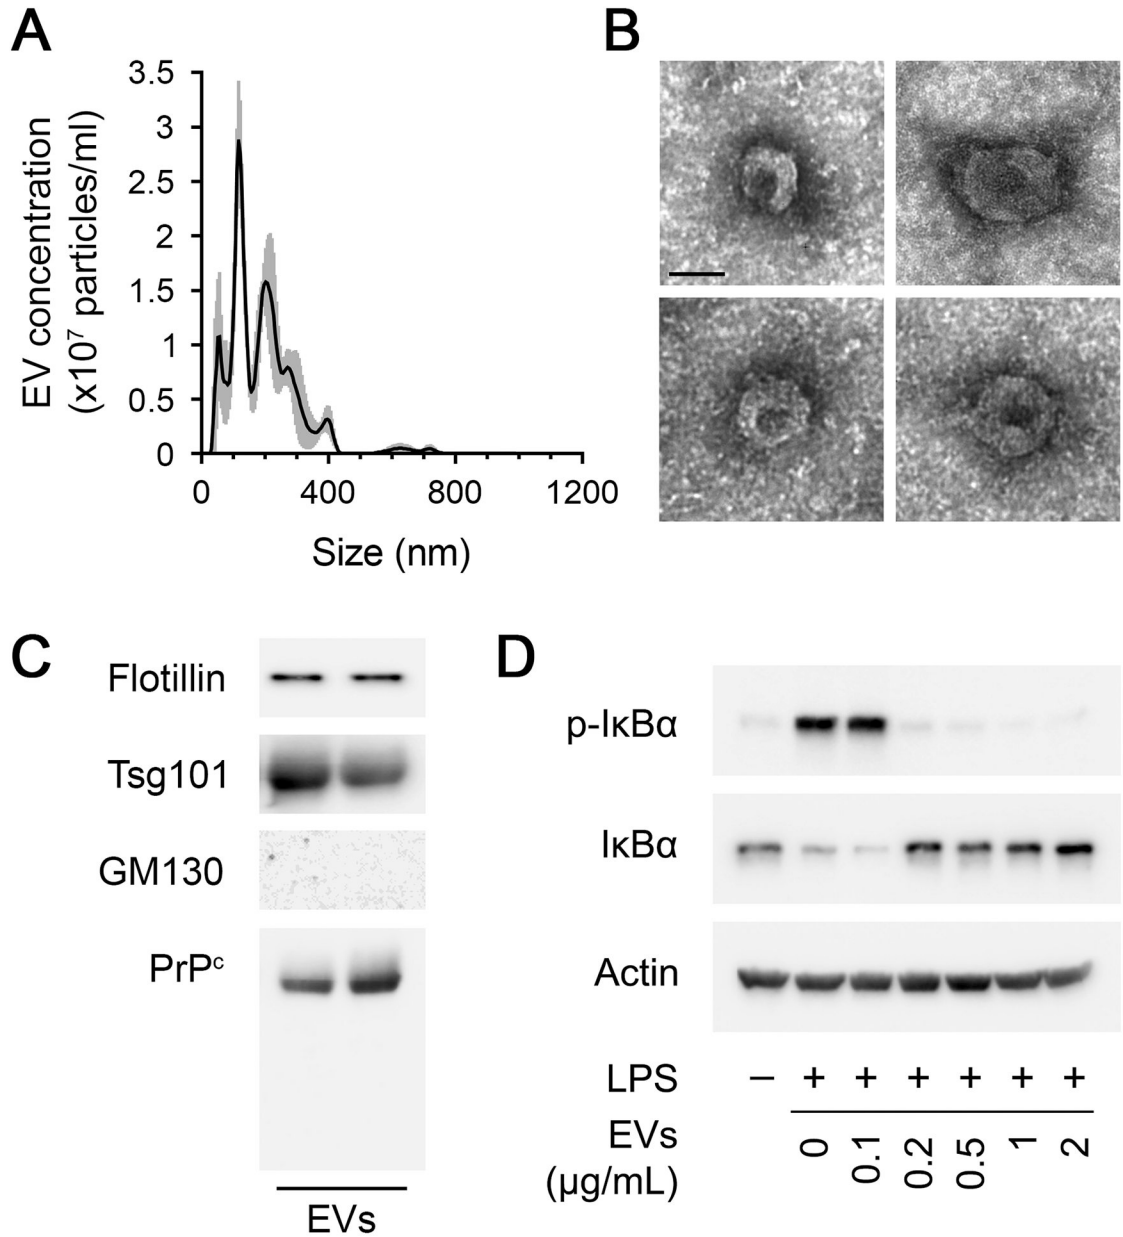 A
EV concentration
(x10⁷ particles/ml)
3.5
3
2.5
2
1.5
1
0.5
0
0
400
800
1200
Size (nm)
B
C
Flotillin
Tsg101
GM130
PrPᶜ
EVs
D
p-IκBα
IκBα
Actin
LPS – + + + + + +
EVs
(µg/mL)
0 0.1 0.2 0.5 1 2